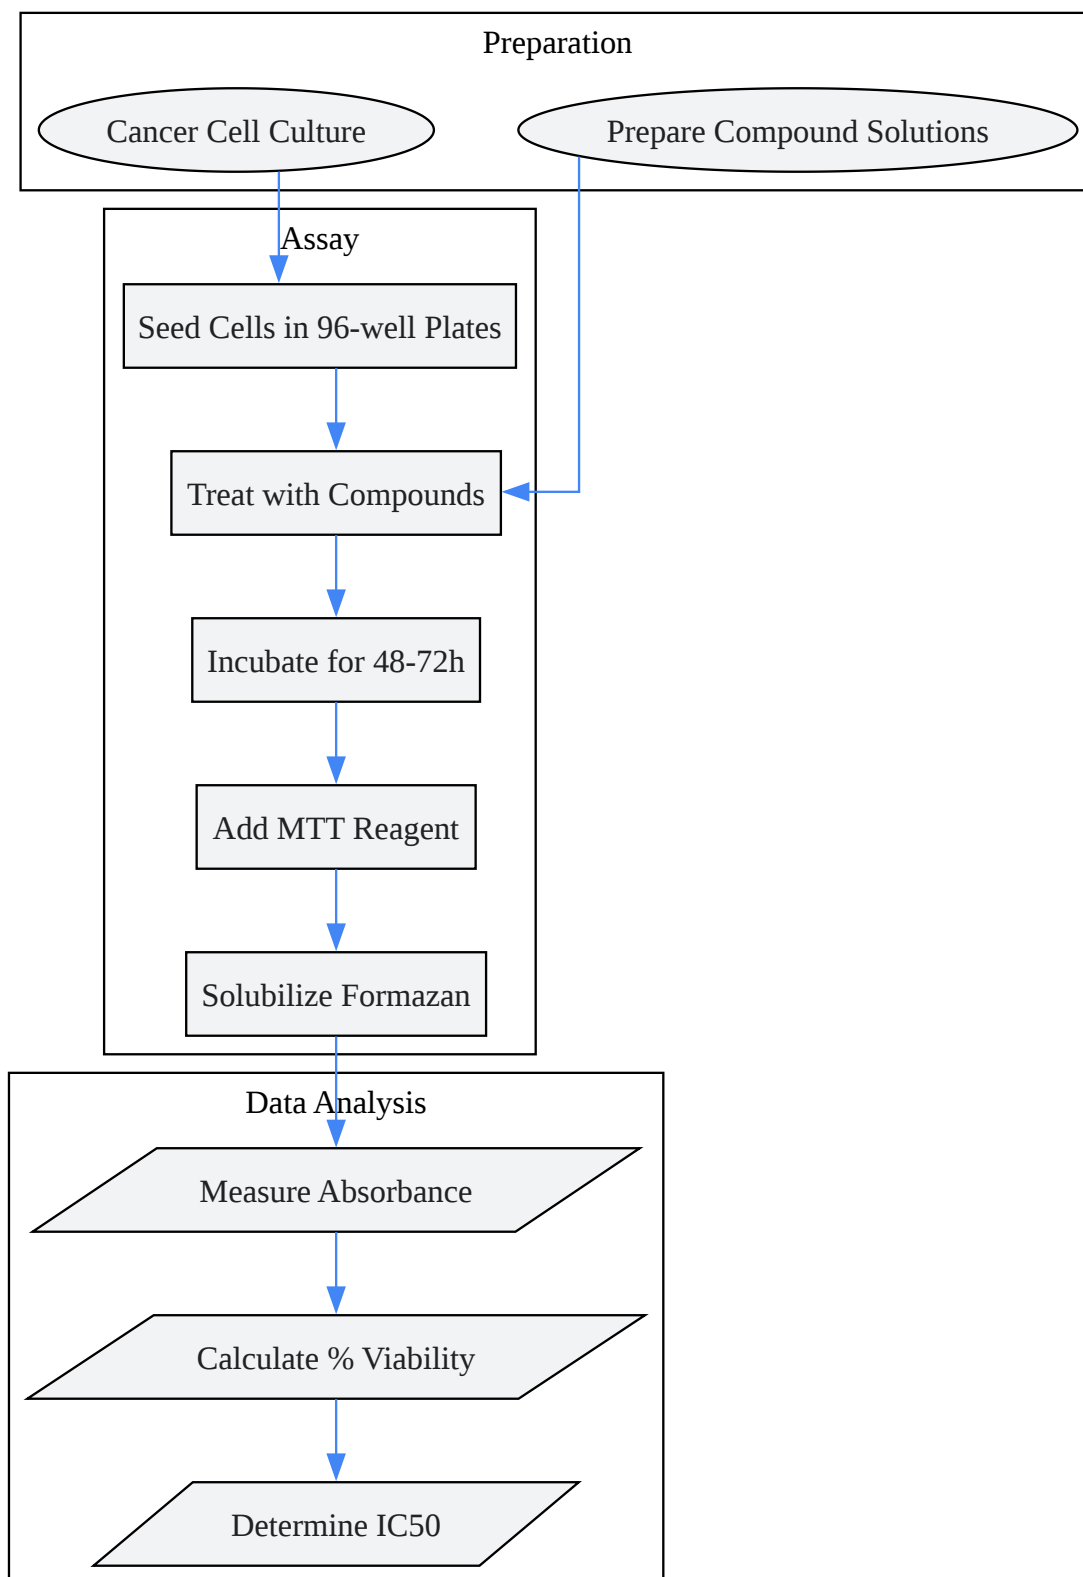 Preparation
Cancer Cell Culture
Prepare Compound Solutions
Assay
Seed Cells in 96-well Plates
Treat with Compounds
Incubate for 48-72h
Add MTT Reagent
Solubilize Formazan
Data Analysis
Measure Absorbance
Calculate % Viability
Determine IC50